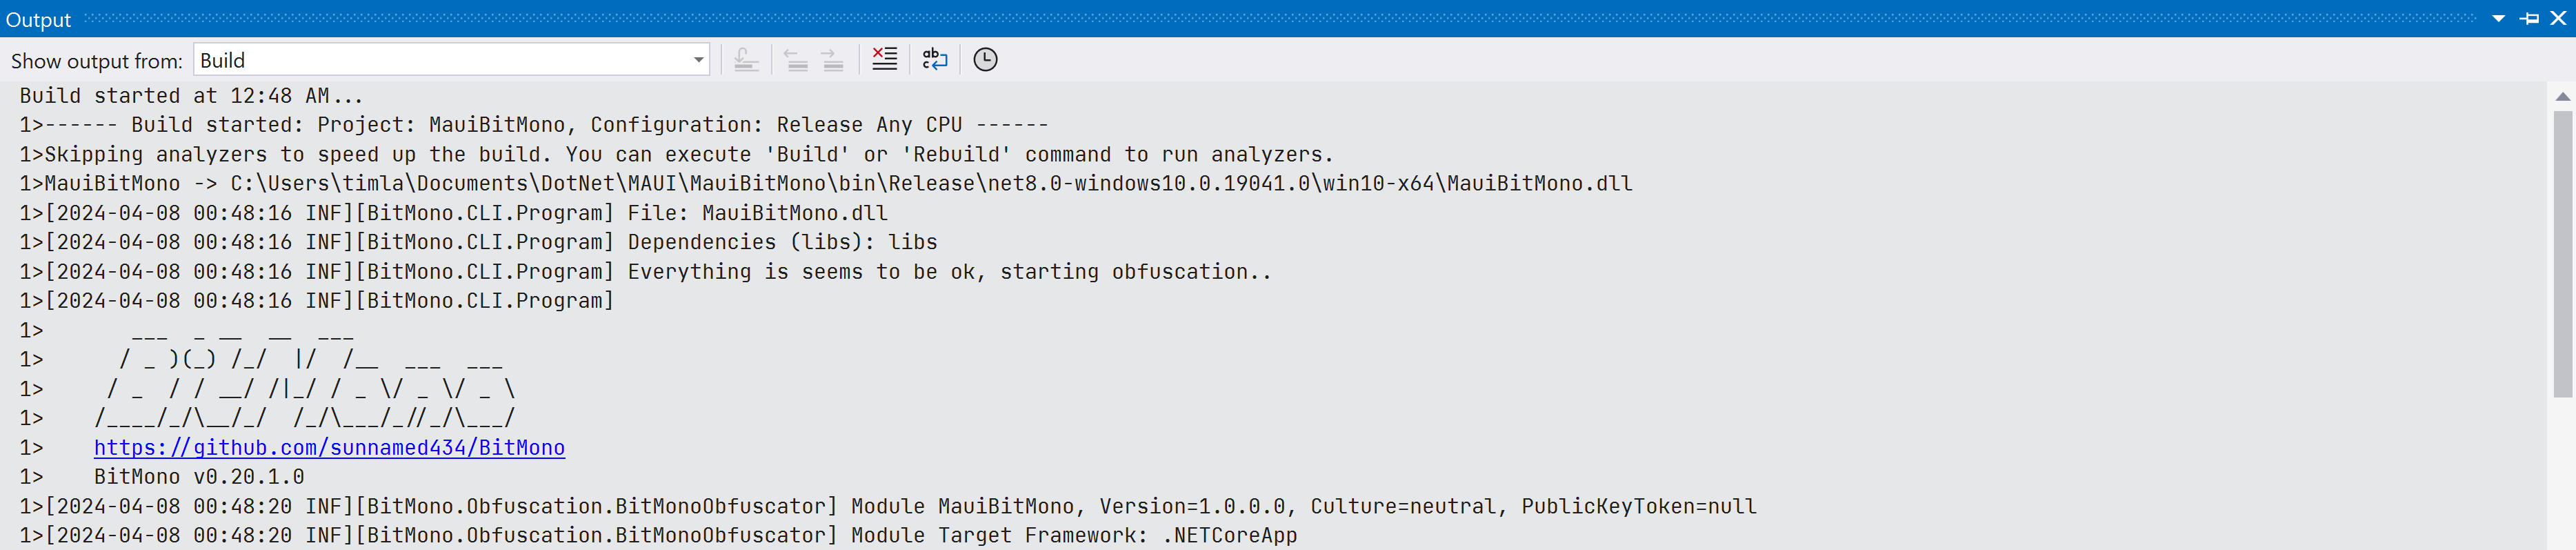 Output
Show output from: Build
Build started at 12:48 AM...
1>------ Build started: Project: MauiBitMono, Configuration: Release Any CPU ------
1>Skipping analyzers to speed up the build. You can execute 'Build' or 'Rebuild' command to run analyzers.
1>MauiBitMono -> C:\Users\timla\Documents\DotNet\MAUI\MauiBitMono\bin\Release\net8.0-windows10.0.19041.0\win10-x64\MauiBitMono.dll
1>[2024-04-08 00:48:16 INF][BitMono.CLI.Program] File: MauiBitMono.dll
1>[2024-04-08 00:48:16 INF][BitMono.CLI.Program] Dependencies (libs): libs
1>[2024-04-08 00:48:16 INF][BitMono.CLI.Program] Everything is seems to be ok, starting obfuscation..
1>[2024-04-08 00:48:16 INF][BitMono.CLI.Program]
1>       ___  _ __  __  ___
1>      / _ )(_) /_/  |/  /__  ___  ___
1>     / _  / / __/ /|_/ / _ \/ _ \/ _ \
1>    /____/_/\__/_/  /_/\___/_//_/\___/
1>    https://github.com/sunnamed434/BitMono
1>    BitMono v0.20.1.0
1>[2024-04-08 00:48:20 INF][BitMono.Obfuscation.BitMonoObfuscator] Module MauiBitMono, Version=1.0.0.0, Culture=neutral, PublicKeyToken=null
1>[2024-04-08 00:48:20 INF][BitMono.Obfuscation.BitMonoObfuscator] Module Target Framework: .NETCoreApp